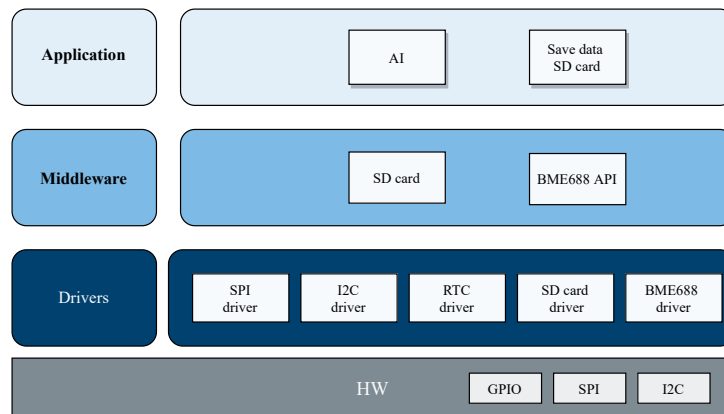 Application
AI
Save data
SD card
Middleware
SD card
BME688 API
Drivers
SPI
driver
I2C
driver
RTC
driver
SD card
driver
BME688
driver
HW
GPIO
SPI
I2C